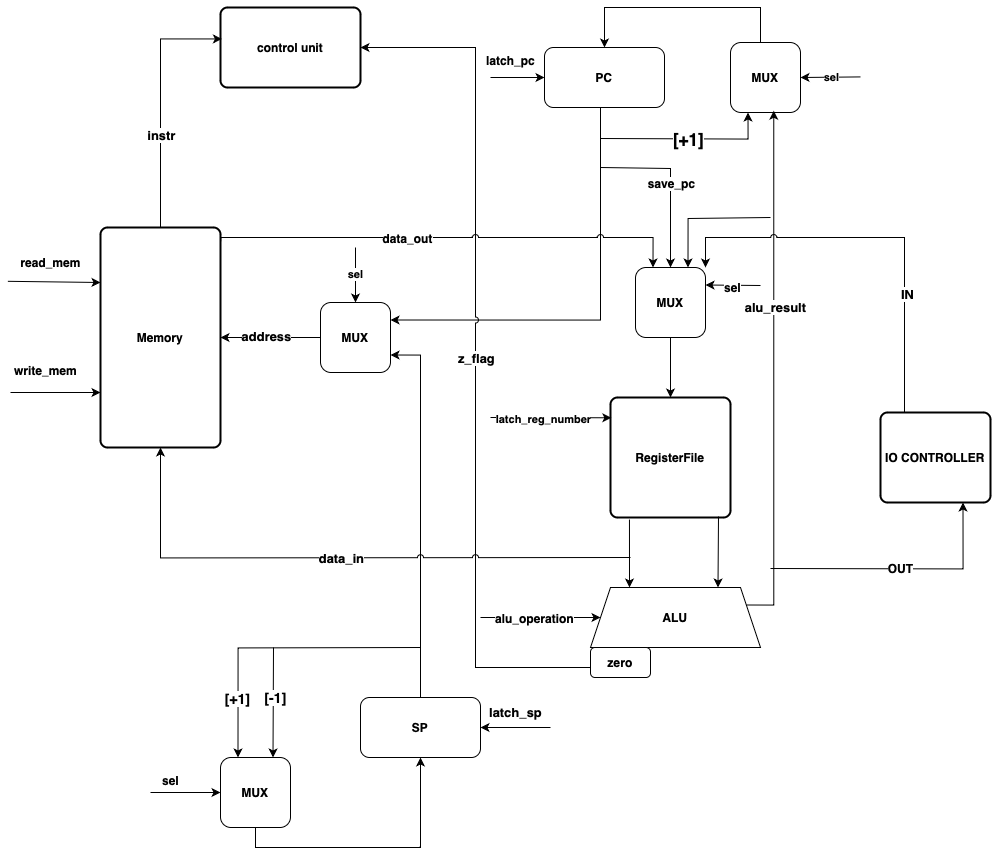 control unit
latch_pc
PC
MUX
sel
instr
[+1]
save_pc
data_out
read_mem
sel
MUX
sel
IN
alu_result
Memory
address
MUX
z_flag
write_mem
latch_reg_number
RegisterFile
IO CONTROLLER
data_in
OUT
alu_operation
ALU
zero
[+1]
[-1]
latch_sp
SP
sel
MUX